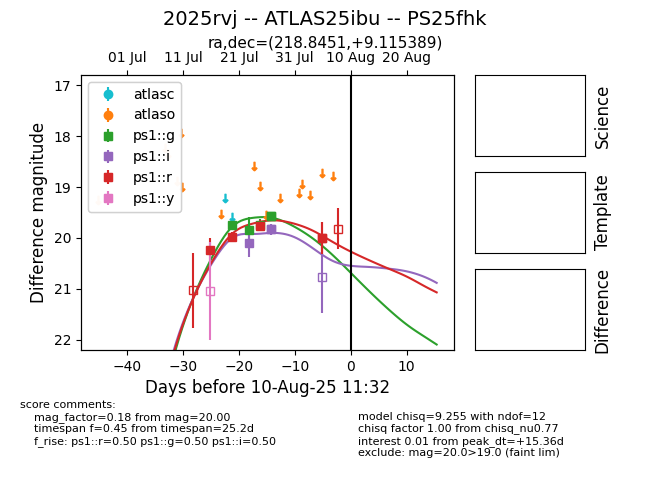 2025rvj -- ATLAS25ibu -- PS25fhk
ra,dec=(218.8451,+9.115389)
01 Jul 11 Jul 21 Jul 31 Jul 10 Aug 20 Aug
17
18
19
20
21
22
Difference magnitude
atlasc
atlaso
ps1::g
ps1::i
ps1::r
ps1::y
−40 −30 −20 −10 0 10
Days before 10-Aug-25 11:32
Science
Template
Difference
score comments:
mag_factor=0.18 from mag=20.00
timespan f=0.45 from timespan=25.2d
f_rise: ps1::r=0.50 ps1::g=0.50 ps1::i=0.50
model chisq=9.255 with ndof=12
chisq factor 1.00 from chisq_nu0.77
interest 0.01 from peak_dt=+15.36d
exclude: mag=20.0>19.0 (faint lim)